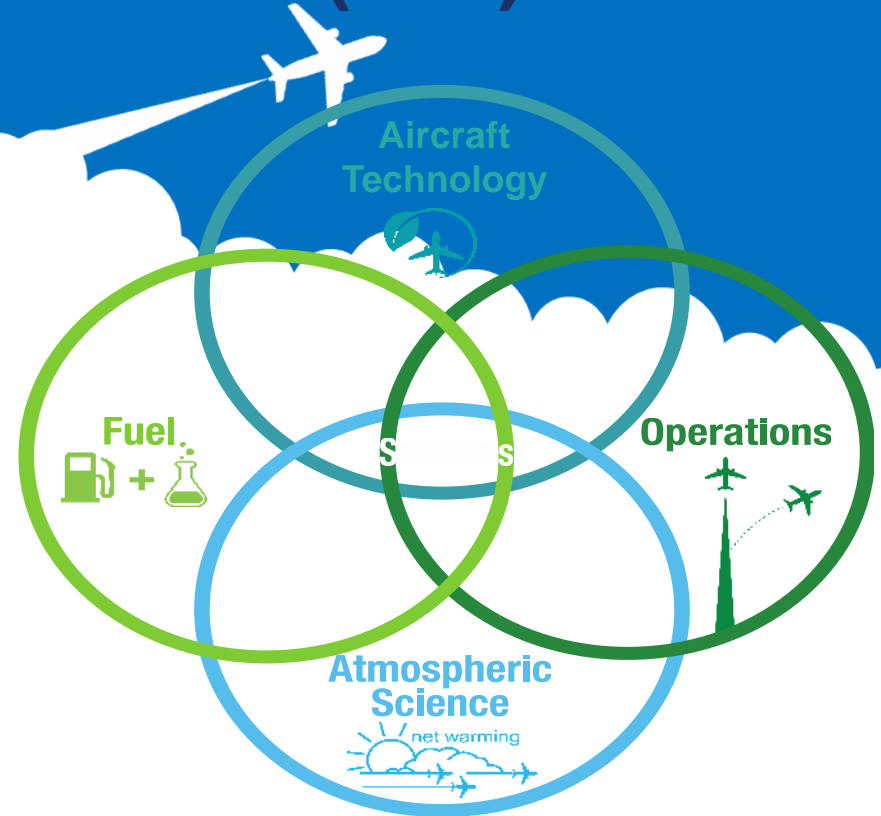 Aircraft
Technology
Fuel
+
Operations
Atmospheric
Science
net warming